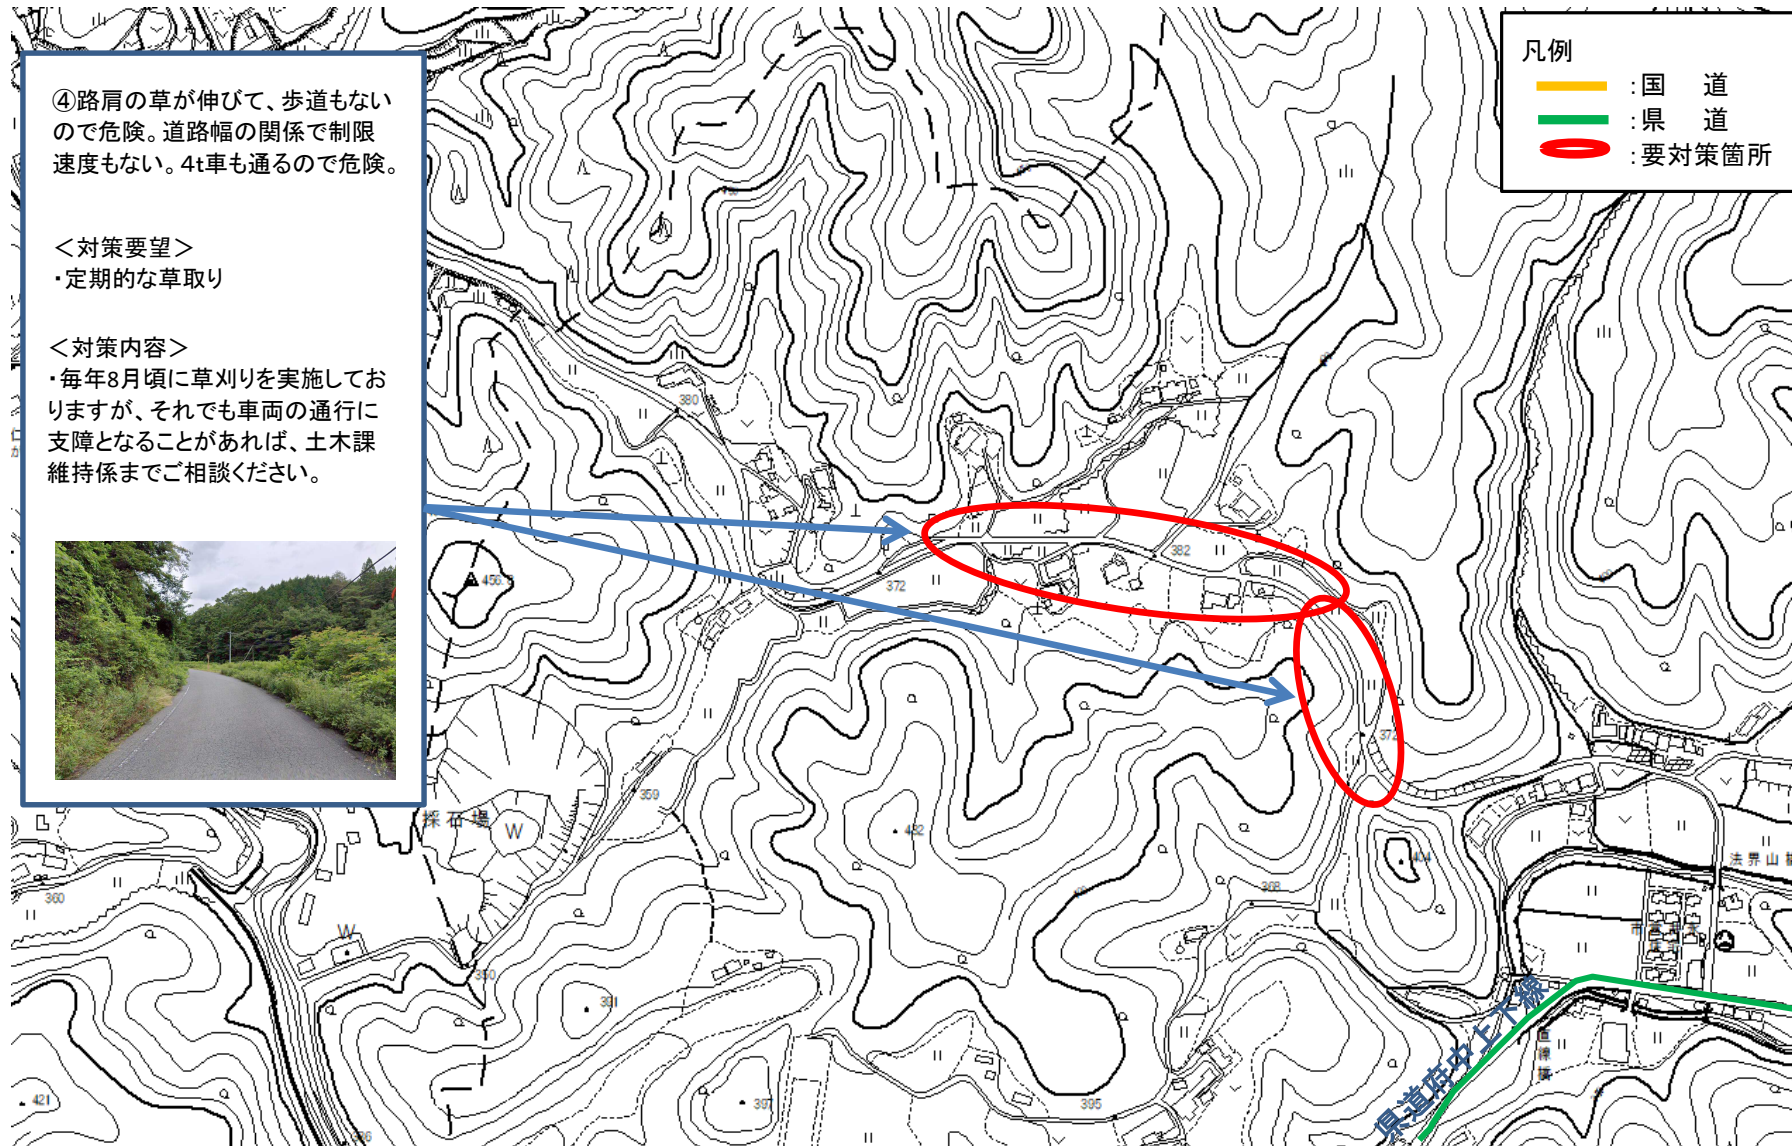 ④路肩の草が伸びて、歩道もない
ので危険。道路幅の関係で制限
速度もない。4t車も通るので危険。
＜対策要望＞
・定期的な草取り
＜対策内容＞
・毎年8月頃に草刈りを実施してお
りますが、それでも車両の通行に
支障となることがあれば、土木課
維持係までご相談ください。
凡例
：国　道
：県　道
：要対策箇所
380
372
382
372
359
採石場
W
W
360
350
391
421
397
395
368
404
法界山
県道府中上下線